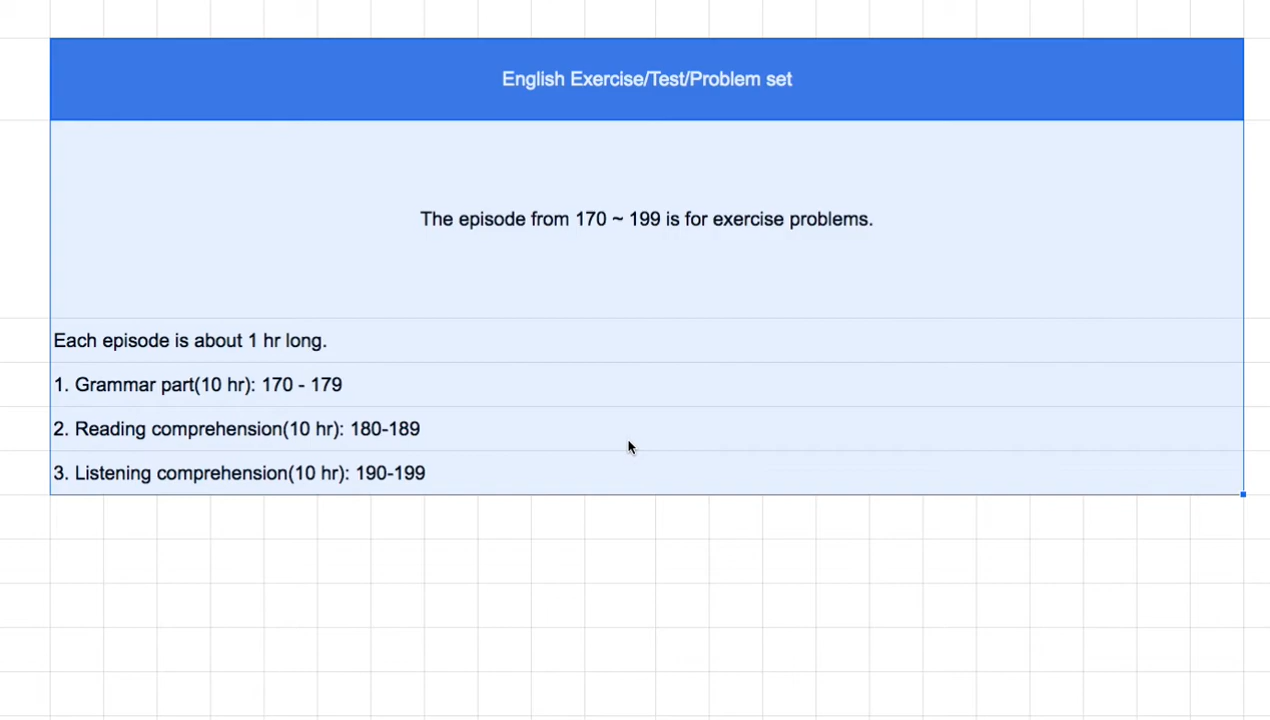 English Exercise/Test/Problem set
The episode from 170 ~ 199 is for exercise problems.
Each episode is about 1 hr long.
1. Grammar part(10 hr): 170 - 179
2. Reading comprehension(10 hr): 180-189
3. Listening comprehension(10 hr): 190-199